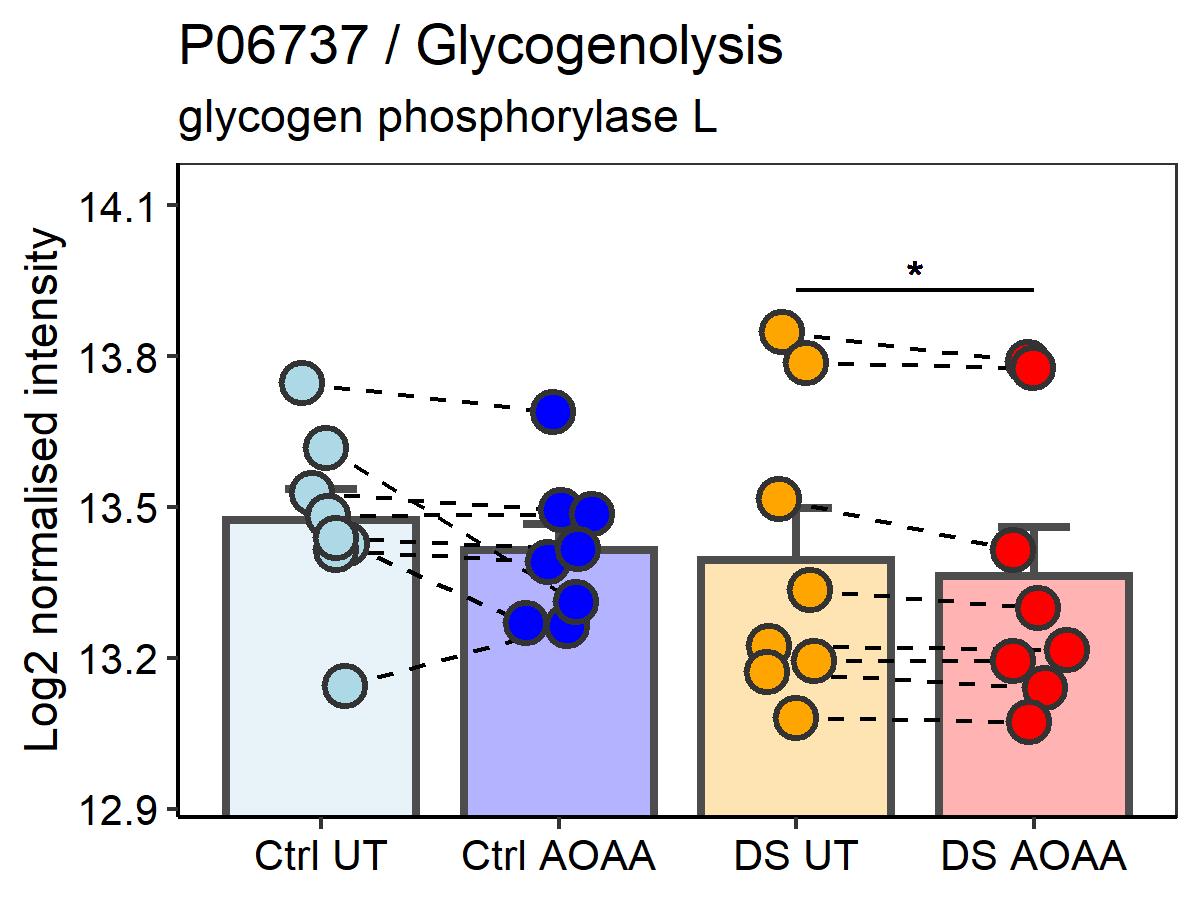 P06737 / Glycogenolysis
glycogen phosphorylase L
Log2 normalised intensity
14.1
13.8
13.5
13.2
12.9
*
Ctrl UT
Ctrl AOAA
DS UT
DS AOAA